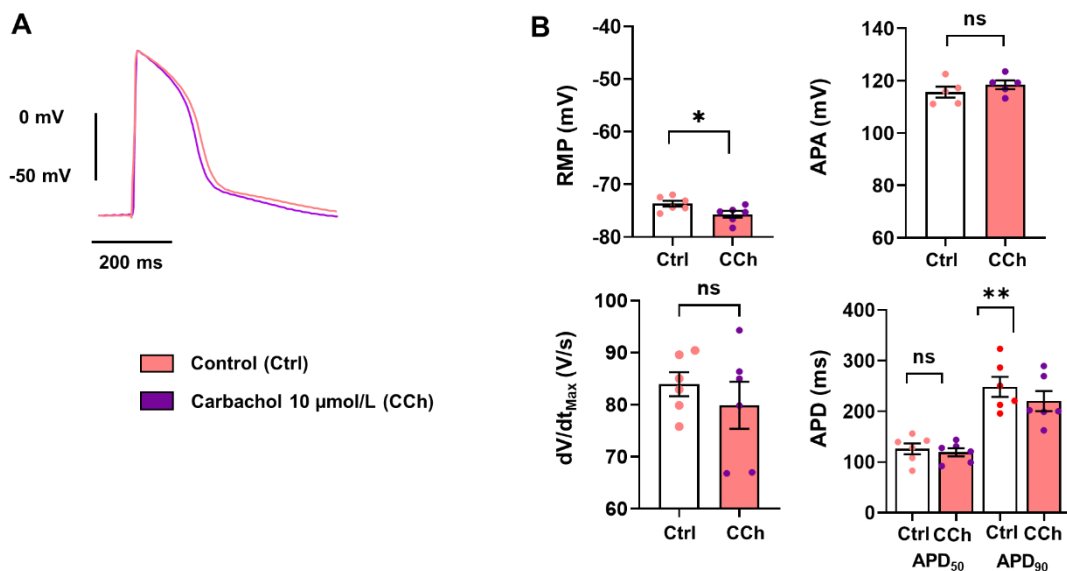 A
0 mV
-50 mV
200 ms
Control (Ctrl)
Carbachol 10 µmol/L (CCh)
B
RMP (mV)
-40
-50
-60
-70
-80
*
Ctrl
CCh
APA (mV)
140
120
100
80
60
ns
Ctrl
CCh
dV/dtMax (V/s)
100
90
80
70
60
ns
Ctrl
CCh
APD (ms)
400
300
200
100
0
ns
**
Ctrl
CCh
Ctrl
CCh
APD50
APD90